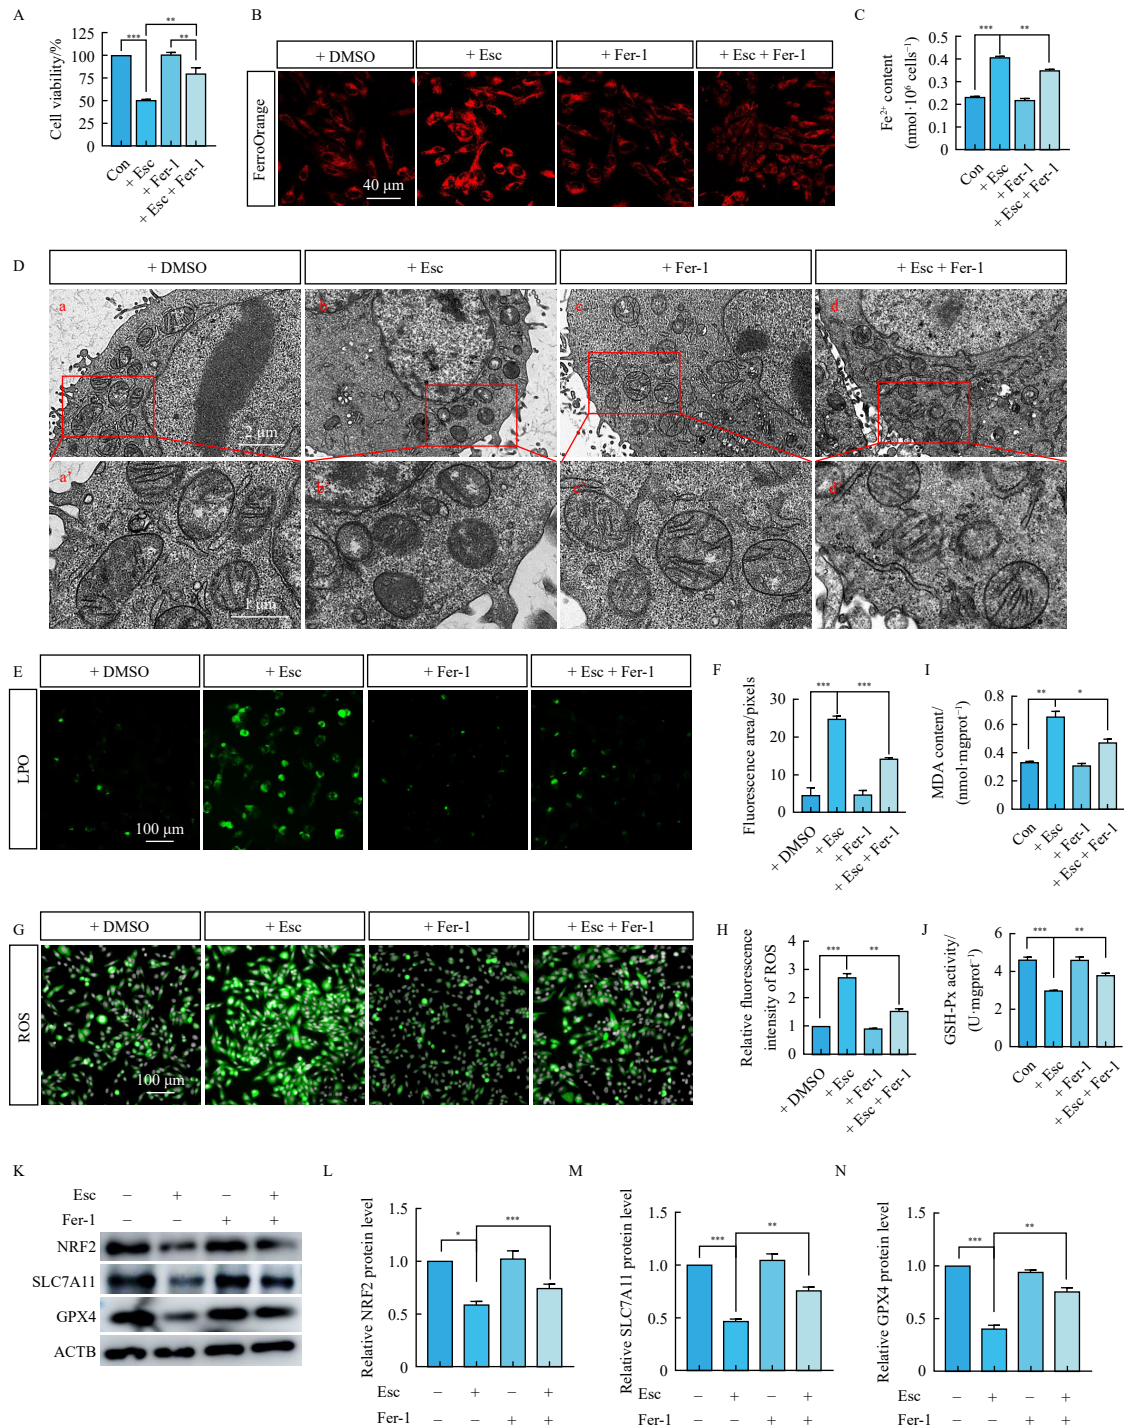 A
Cell viability/%
125
100
75
50
25
0
***
**
**
Con
+ Esc
+ Fer-1
+ Esc + Fer-1
B
+ DMSO
+ Esc
+ Fer-1
+ Esc + Fer-1
FerroOrange
40 μm
C
Fe²⁺ content
(nmol·10⁶ cells⁻¹)
0.5
0.4
0.3
0.2
0.1
0
***
**
Con
+ Esc
+ Fer-1
+ Esc + Fer-1
D
+ DMSO
+ Esc
+ Fer-1
+ Esc + Fer-1
a
b
c
d
2 μm
a'
b'
c'
d'
1 μm
E
+ DMSO
+ Esc
+ Fer-1
+ Esc + Fer-1
LPO
100 μm
F
Fluorescence area/pixels
30
20
10
0
***
***
+ DMSO
+ Esc
+ Fer-1
+ Esc + Fer-1
I
MDA content/
(nmol·mgprot⁻¹)
0.8
0.6
0.4
0.2
0
**
*
Con
+ Esc
+ Fer-1
+ Esc + Fer-1
G
+ DMSO
+ Esc
+ Fer-1
+ Esc + Fer-1
ROS
100 μm
H
Relative fluorescence
intensity of ROS
4
3
2
1
0
***
**
+ DMSO
+ Esc
+ Fer-1
+ Esc + Fer-1
J
GSH-Px activity/
(U·mgprot⁻¹)
6
4
2
0
***
**
Con
+ Esc
+ Fer-1
+ Esc + Fer-1
K
Esc − + − +
Fer-1 − − + +
NRF2
SLC7A11
GPX4
ACTB
L
Relative NRF2 protein level
1.5
1.0
0.5
0
*
***
Esc − + − +
Fer-1 − − + +
M
Relative SLC7A11 protein level
1.5
1.0
0.5
0
***
**
− + − +
− − + +
N
Relative GPX4 protein level
1.5
1.0
0.5
0
***
**
Esc − + − +
Fer-1 − − + +